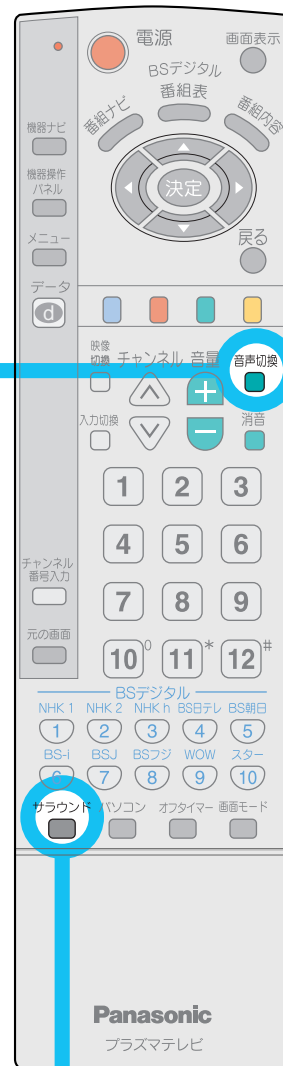 電源
画面表示
BSデジタル
番組表
番組ナビ
番組内容
機器ナビ
機器操作
パネル
決定
メニュー
戻る
データ
d
映像
切換
チャンネル
音量
音声切換
+
入力切換
−
消音
1 2 3
4 5 6
チャンネル
番号入力
7 8 9
元の画面
10 0 11 * 12 #
BSデジタル
NHK 1 NHK 2 NHK h BS日テレ BS朝日
1 2 3 4 5
BS-i BSJ BSフジ WOW スター
6 7 8 9 10
サラウンド パソコン オフタイマー 画面モード
Panasonic
プラズマテレビ